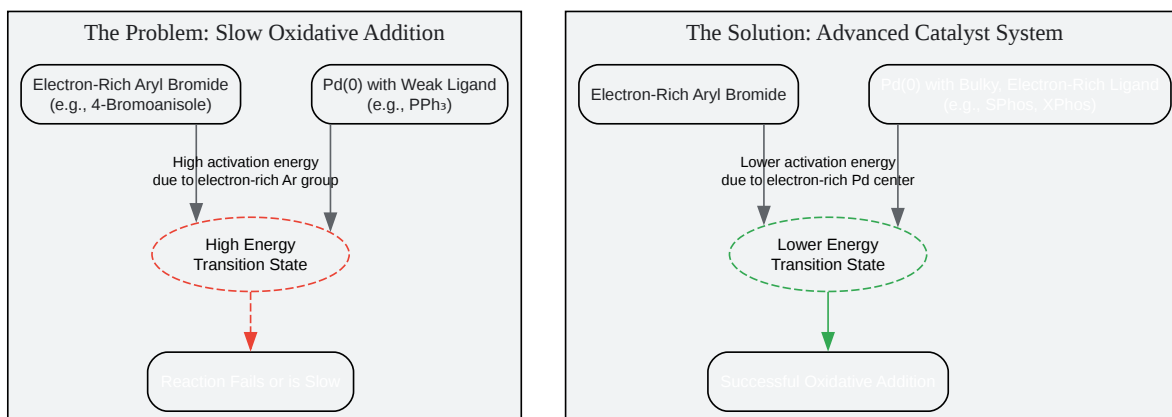 The Problem: Slow Oxidative Addition
Electron-Rich Aryl Bromide
(e.g., 4-Bromoanisole)
Pd(0) with Weak Ligand
(e.g., PPh₃)
High activation energy
due to electron-rich Ar group
High Energy
Transition State
Reaction Fails or is Slow
The Solution: Advanced Catalyst System
Electron-Rich Aryl Bromide
Pd(0) with Bulky, Electron-Rich Ligand
(e.g., SPhos, XPhos)
Lower activation energy
due to electron-rich Pd center
Lower Energy
Transition State
Successful Oxidative Addition